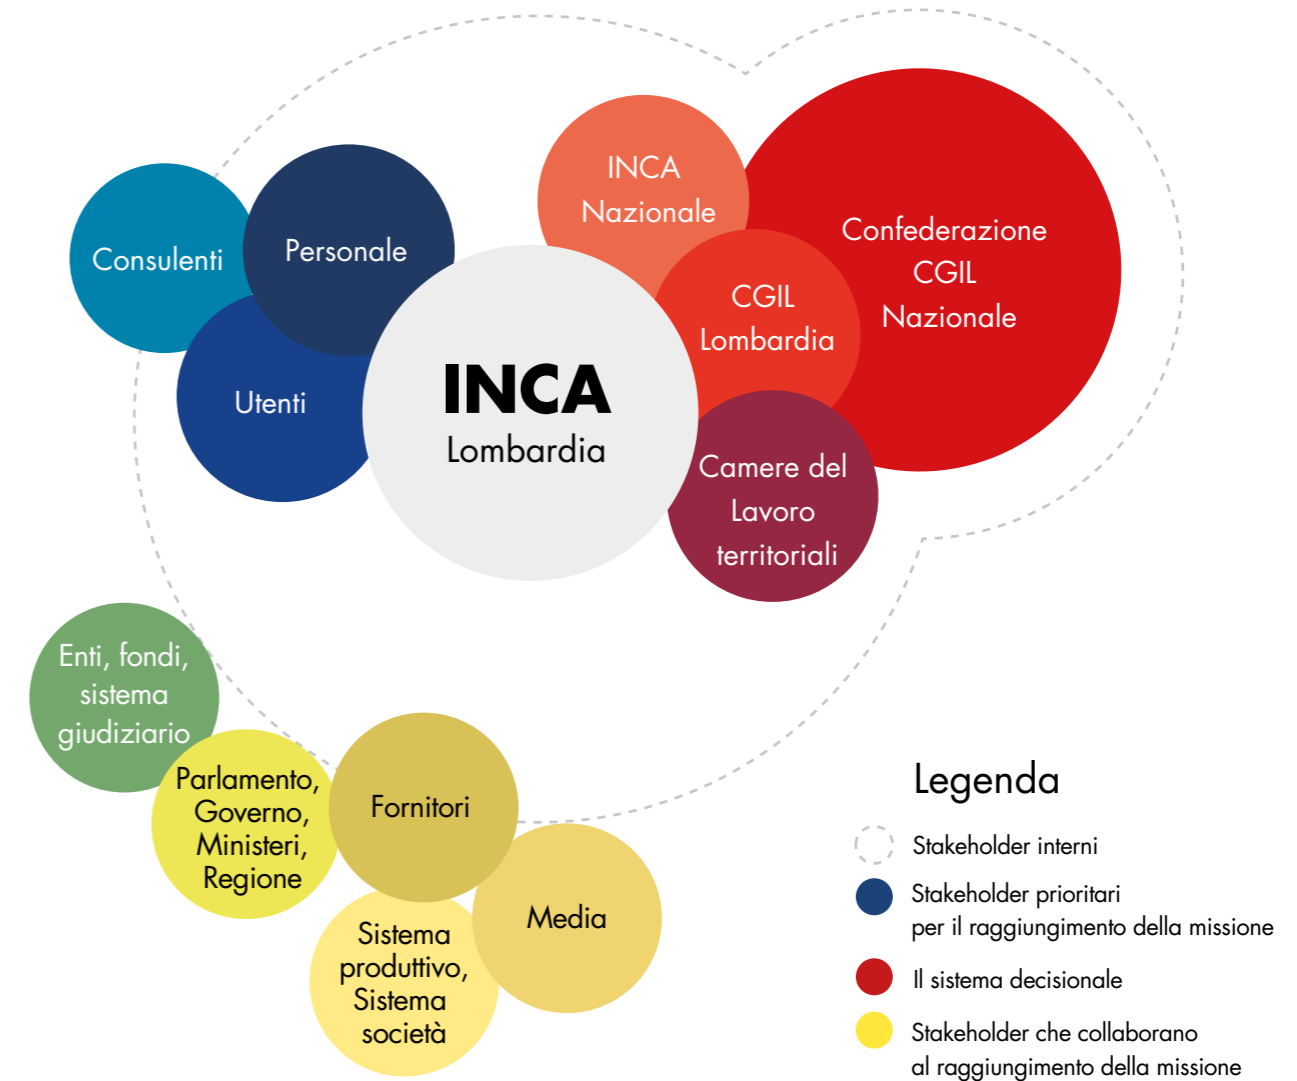 Consulenti
Personale
Utenti
INCA
Lombardia
INCA
Nazionale
CGIL
Lombardia
Confederazione
CGIL
Nazionale
Camere del
Lavoro
territoriali
Enti, fondi,
sistema
giudiziario
Parlamento,
Governo,
Ministeri,
Regione
Fornitori
Sistema
produttivo,
Sistema
società
Media
Legenda
Stakeholder interni
Stakeholder prioritari
per il raggiungimento della missione
Il sistema decisionale
Stakeholder che collaborano
al raggiungimento della missione